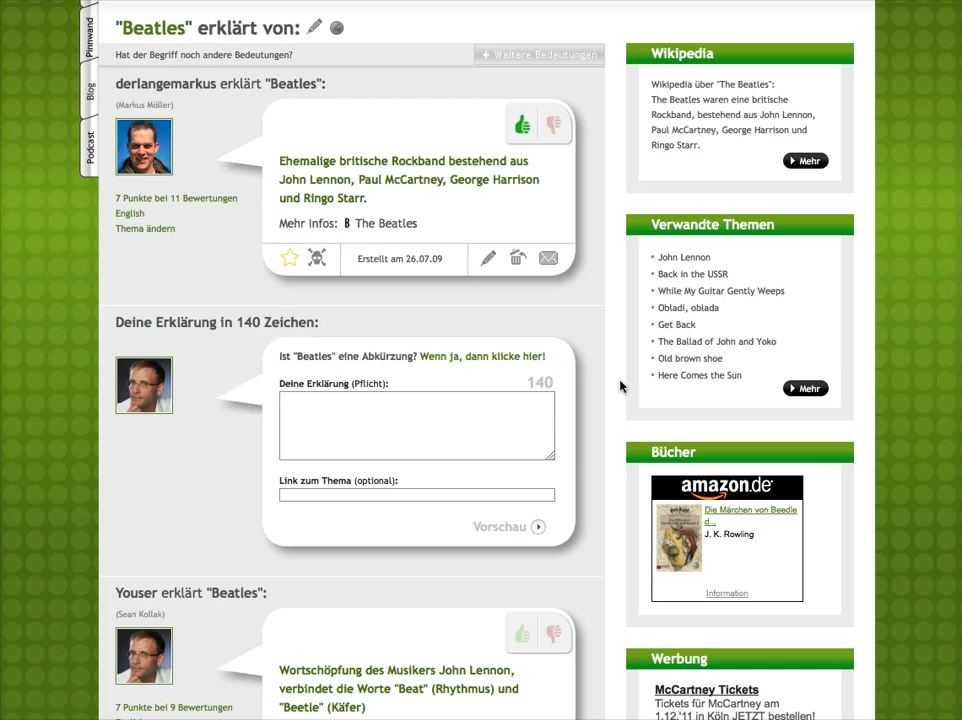 Pinnwand
Blog
Podcast
"Beatles" erklärt von:
Hat der Begriff noch andere Bedeutungen?
+ Weitere Bedeutungen
derlangemarkus erklärt "Beatles":
(Markus Möller)
Ehemalige britische Rockband bestehend aus
John Lennon, Paul McCartney, George Harrison
und Ringo Starr.
Mehr Infos: B The Beatles
7 Punkte bei 11 Bewertungen
English
Thema ändern
Erstellt am 26.07.09
Deine Erklärung in 140 Zeichen:
Ist "Beatles" eine Abkürzung? Wenn ja, dann klicke hier!
Deine Erklärung (Pflicht): 140
Link zum Thema (optional):
Vorschau
Youser erklärt "Beatles":
(Sean Kollak)
Wortschöpfung des Musikers John Lennon,
verbindet die Worte "Beat" (Rhythmus) und
"Beetle" (Käfer)
7 Punkte bei 9 Bewertungen
Wikipedia
Wikipedia über "The Beatles":
The Beatles waren eine britische
Rockband, bestehend aus John Lennon,
Paul McCartney, George Harrison und
Ringo Starr.
Mehr
Verwandte Themen
John Lennon
Back in the USSR
While My Guitar Gently Weeps
Obladi, oblada
Get Back
The Ballad of John and Yoko
Old brown shoe
Here Comes the Sun
Mehr
Bücher
amazon.de
Die Märchen von Beedle
d...
J. K. Rowling
Information
Werbung
McCartney Tickets
Tickets für McCartney am
1.12.'11 in Köln JETZT bestellen!